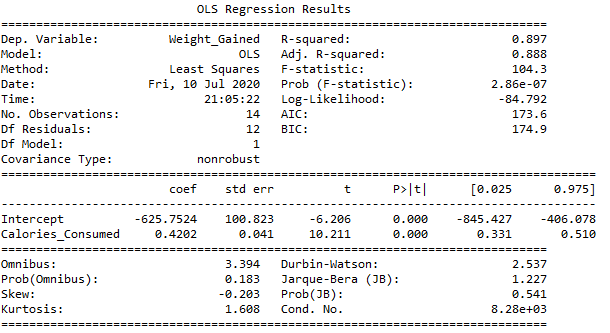 OLS Regression Results
==============================================================================
Dep. Variable: Weight_Gained R-squared: 0.897
Model: OLS Adj. R-squared: 0.888
Method: Least Squares F-statistic: 104.3
Date: Fri, 10 Jul 2020 Prob (F-statistic): 2.86e-07
Time: 21:05:22 Log-Likelihood: -84.792
No. Observations: 14 AIC: 173.6
Df Residuals: 12 BIC: 174.9
Df Model: 1
Covariance Type: nonrobust
=====================================================================================
coef std err t P>|t| [0.025 0.975]
-------------------------------------------------------------------------------------
Intercept -625.7524 100.823 -6.206 0.000 -845.427 -406.078
Calories_Consumed 0.4202 0.041 10.211 0.000 0.331 0.510
==============================================================================
Omnibus: 3.394 Durbin-Watson: 2.537
Prob(Omnibus): 0.183 Jarque-Bera (JB): 1.227
Skew: -0.203 Prob(JB): 0.541
Kurtosis: 1.608 Cond. No. 8.28e+03
==============================================================================